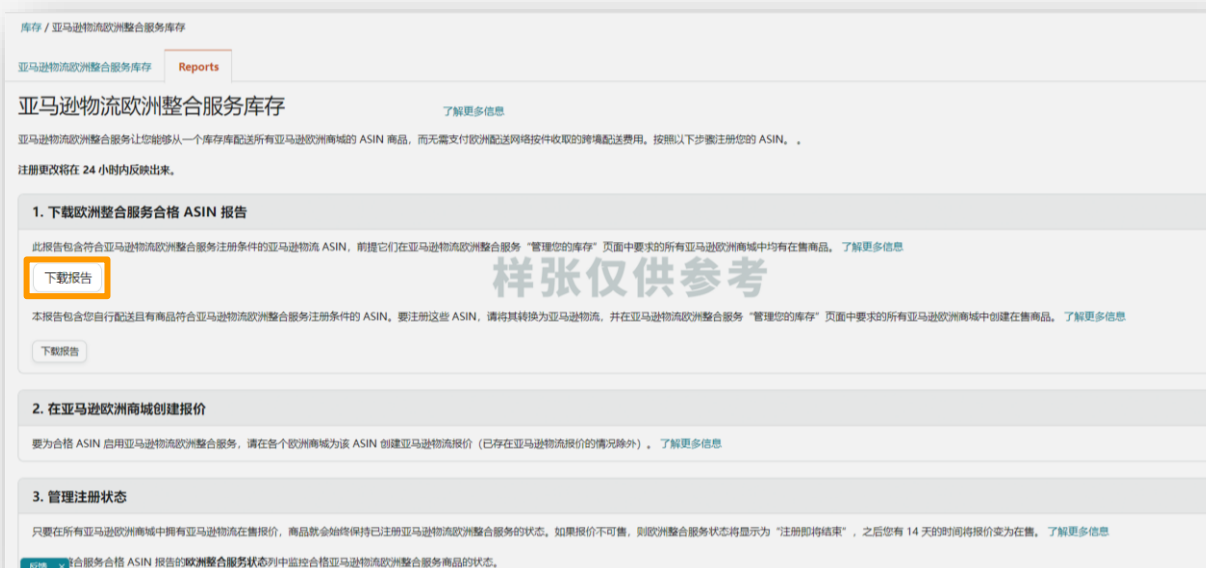 库存 / 亚马逊物流欧洲整合服务库存
亚马逊物流欧洲整合服务库存 Reports
亚马逊物流欧洲整合服务库存 了解更多信息
亚马逊物流欧洲整合服务让您能够从一个库存库配送所有亚马逊欧洲商城的 ASIN 商品，而无需支付欧洲配送网络按件收取的跨境配送费用。按照以下步骤注册您的 ASIN。 。
注册更改将在 24 小时内反映出来。
1. 下载欧洲整合服务合格 ASIN 报告
此报告包含符合亚马逊物流欧洲整合服务注册条件的亚马逊物流 ASIN，前提它们在亚马逊物流欧洲整合服务“管理您的库存”页面中要求的所有亚马逊欧洲商城中均有在售商品。 了解更多信息
样张仅供参考
下载报告
本报告包含您自行配送且有商品符合亚马逊物流欧洲整合服务注册条件的 ASIN。要注册这些 ASIN，请将其转换为亚马逊物流，并在亚马逊物流欧洲整合服务“管理您的库存”页面中要求的所有亚马逊欧洲商城中创建在售商品。 了解更多信息
下载报告
2. 在亚马逊欧洲商城创建报价
要为合格 ASIN 启用亚马逊物流欧洲整合服务，请在各个欧洲商城为该 ASIN 创建亚马逊物流报价（已存在亚马逊物流报价的情况除外）。 了解更多信息
3. 管理注册状态
只要在所有亚马逊欧洲商城中拥有亚马逊物流在售报价，商品就会始终保持已注册亚马逊物流欧洲整合服务的状态。如果报价不可售，则欧洲整合服务状态将显示为“注册即将结束”，之后您有 14 天的时间将报价变为在售。 了解更多信息
整合服务合格 ASIN 报告的欧洲整合服务状态列中监控合格亚马逊物流欧洲整合服务商品的状态。